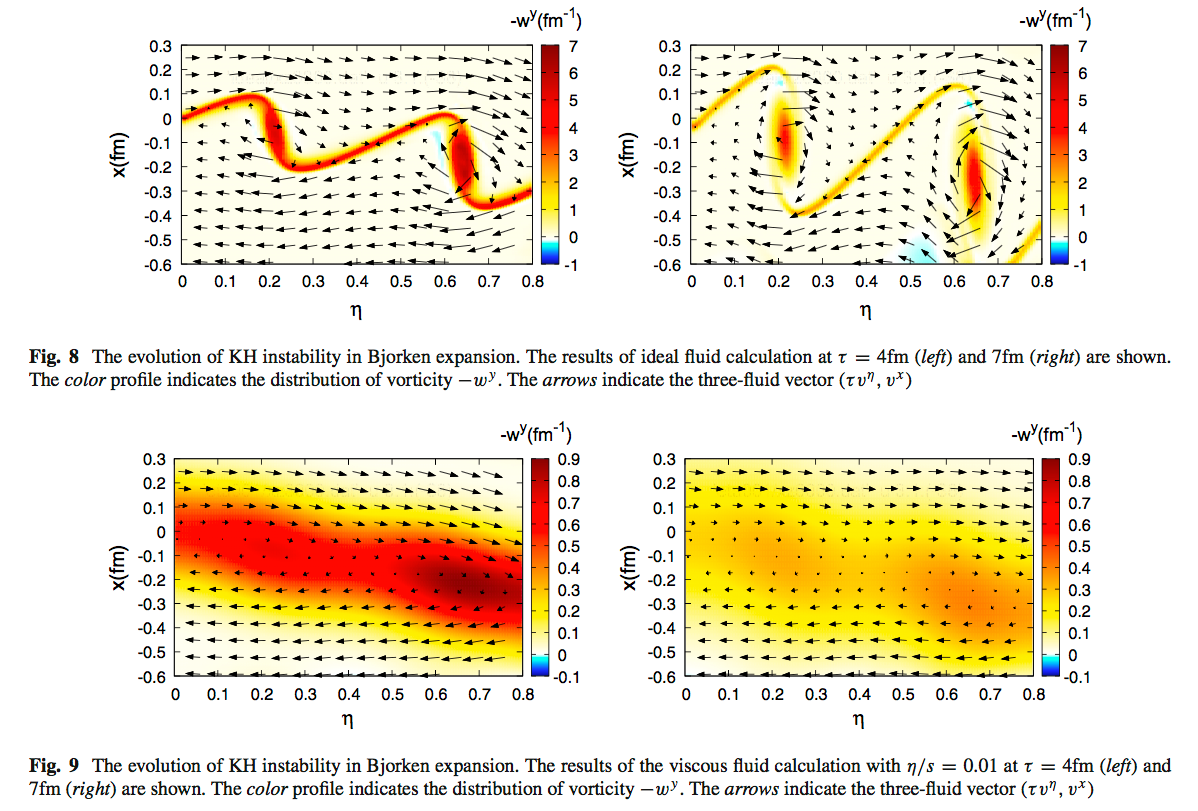 -wʸ(fm⁻¹) -wʸ(fm⁻¹)
0.3 7 0.3 7
0.2 6 0.2 6
0.1 5 0.1 5
0 4 0 4
-0.1 3 -0.1 3
-0.2 2 -0.2 2
-0.3 1 -0.3 1
-0.4 0 -0.4 0
-0.5 -1 -0.5 -1
-0.6 -0.6
x(fm) x(fm)
0 0.1 0.2 0.3 0.4 0.5 0.6 0.7 0.8 0 0.1 0.2 0.3 0.4 0.5 0.6 0.7 0.8
η η
Fig. 8 The evolution of KH instability in Bjorken expansion. The results of ideal fluid calculation at τ = 4fm (left) and 7fm (right) are shown.
The color profile indicates the distribution of vorticity −wʸ. The arrows indicate the three-fluid vector (τv^η, vˣ)
-wʸ(fm⁻¹) -wʸ(fm⁻¹)
0.3 0.9 0.3 0.9
0.2 0.8 0.2 0.8
0.1 0.7 0.1 0.7
0 0.6 0 0.6
-0.1 0.5 -0.1 0.5
-0.2 0.4 -0.2 0.4
-0.3 0.3 -0.3 0.3
-0.4 0.2 -0.4 0.2
-0.5 0.1 -0.5 0.1
-0.6 0 -0.6 0
-0.1 -0.1
x(fm) x(fm)
0 0.1 0.2 0.3 0.4 0.5 0.6 0.7 0.8 0 0.1 0.2 0.3 0.4 0.5 0.6 0.7 0.8
η η
Fig. 9 The evolution of KH instability in Bjorken expansion. The results of the viscous fluid calculation with η/s = 0.01 at τ = 4fm (left) and
7fm (right) are shown. The color profile indicates the distribution of vorticity −wʸ. The arrows indicate the three-fluid vector (τv^η, vˣ)